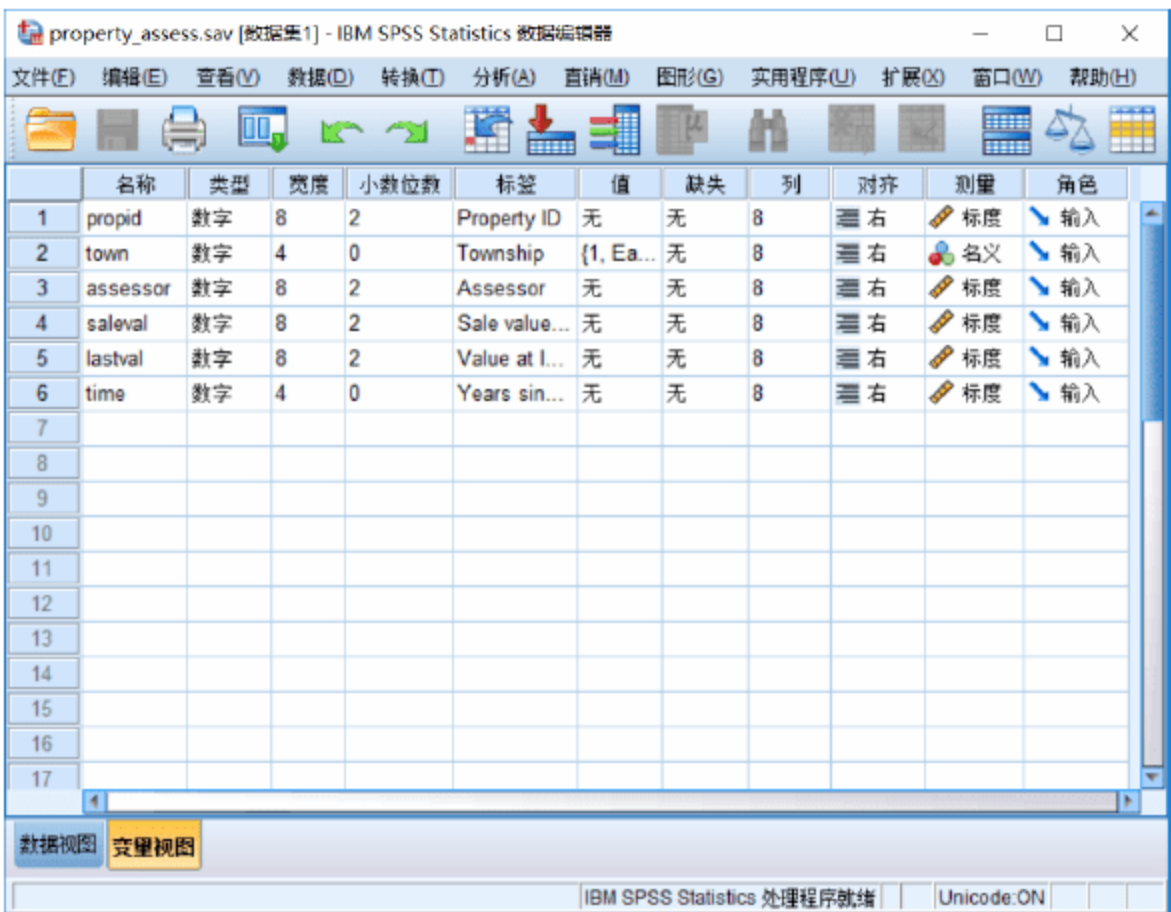 property_assess.sav [数据集1] - IBM SPSS Statistics 数据编辑器
文件(F) 编辑(E) 查看(V) 数据(D) 转换(T) 分析(A) 直销(M) 图形(G) 实用程序(U) 扩展(X) 窗口(W) 帮助(H)
名称 类型 宽度 小数位数 标签 值 缺失 列 对齐 测量 角色
1 propid 数字 8 2 Property ID 无 无 8 右 标度 输入
2 town 数字 4 0 Township {1, Ea... 无 8 右 名义 输入
3 assessor 数字 8 2 Assessor 无 无 8 右 标度 输入
4 saleval 数字 8 2 Sale value... 无 无 8 右 标度 输入
5 lastval 数字 8 2 Value at l... 无 无 8 右 标度 输入
6 time 数字 4 0 Years sin... 无 无 8 右 标度 输入
7
8
9
10
11
12
13
14
15
16
17
数据视图 变量视图
IBM SPSS Statistics 处理程序就绪 Unicode:ON